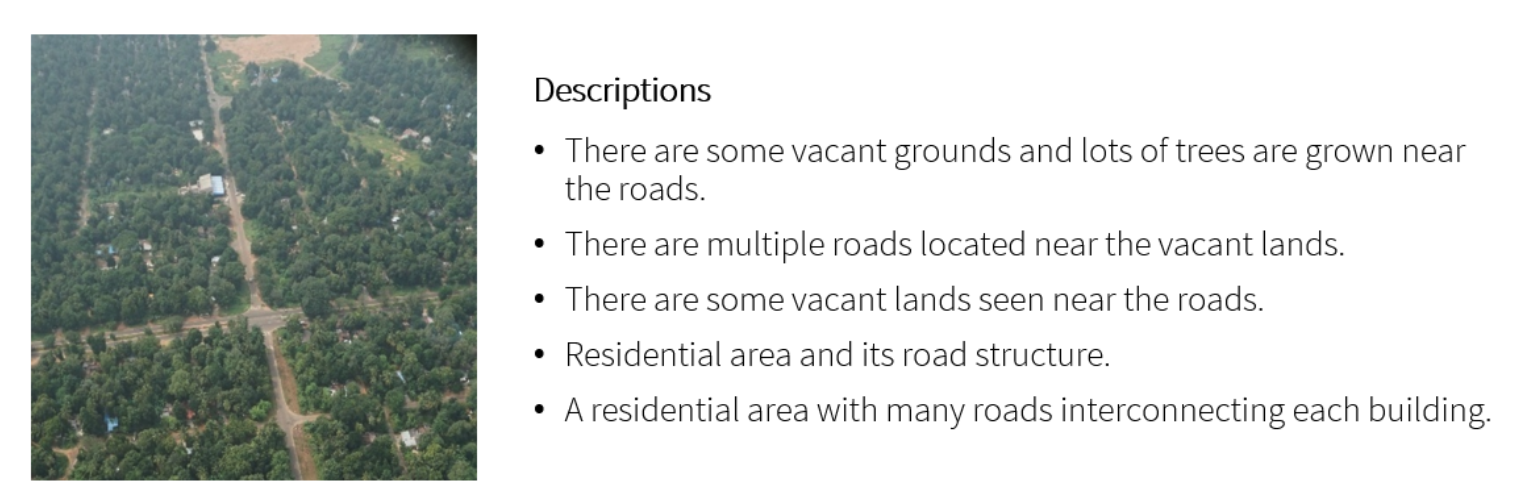 Descriptions
• There are some vacant grounds and lots of trees are grown near
the roads.
• There are multiple roads located near the vacant lands.
• There are some vacant lands seen near the roads.
• Residential area and its road structure.
• A residential area with many roads interconnecting each building.